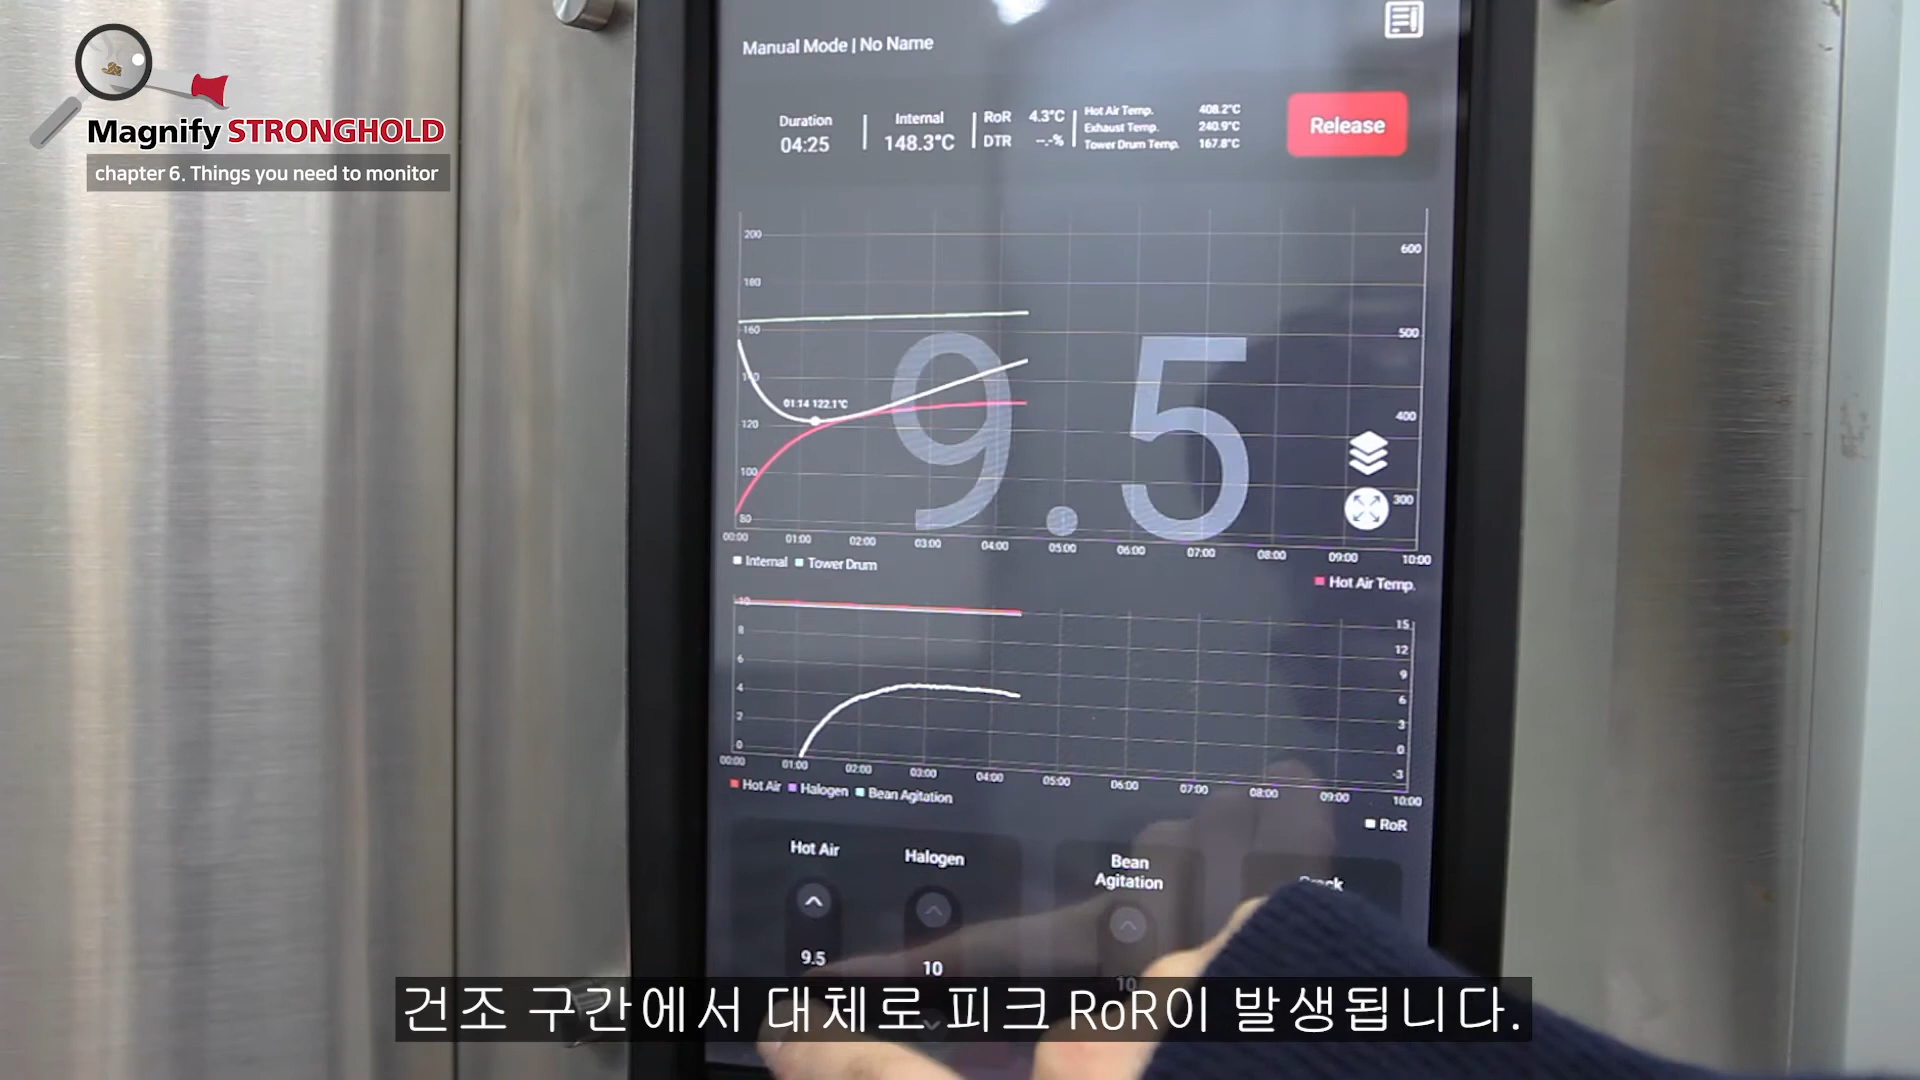 Magnify STRONGHOLD
chapter 6. Things you need to monitor
Manual Mode | No Name
Duration
04:25
Internal
148.3°C
RoR 4.3°C
DTR --.-%
Hot Air Temp. 408.2°C
Exhaust Temp. 240.9°C
Tower Drum Temp. 167.8°C
Release
200
180
160
140
120
100
80
600
500
400
300
01:14 122.1°C
9.5
00:00 01:00 02:00 03:00 04:00 05:00 06:00 07:00 08:00 09:00 10:00
Internal Tower Drum
Hot Air Temp.
10
8
6
4
2
0
15
12
9
6
3
0
-3
00:00 01:00 02:00 03:00 04:00 05:00 06:00 07:00 08:00 09:00 10:00
Hot Air Halogen Bean Agitation
RoR
Hot Air
Halogen
Bean
Agitation
9.5
10
10
건조 구간에서 대체로 피크 RoR이 발생됩니다.